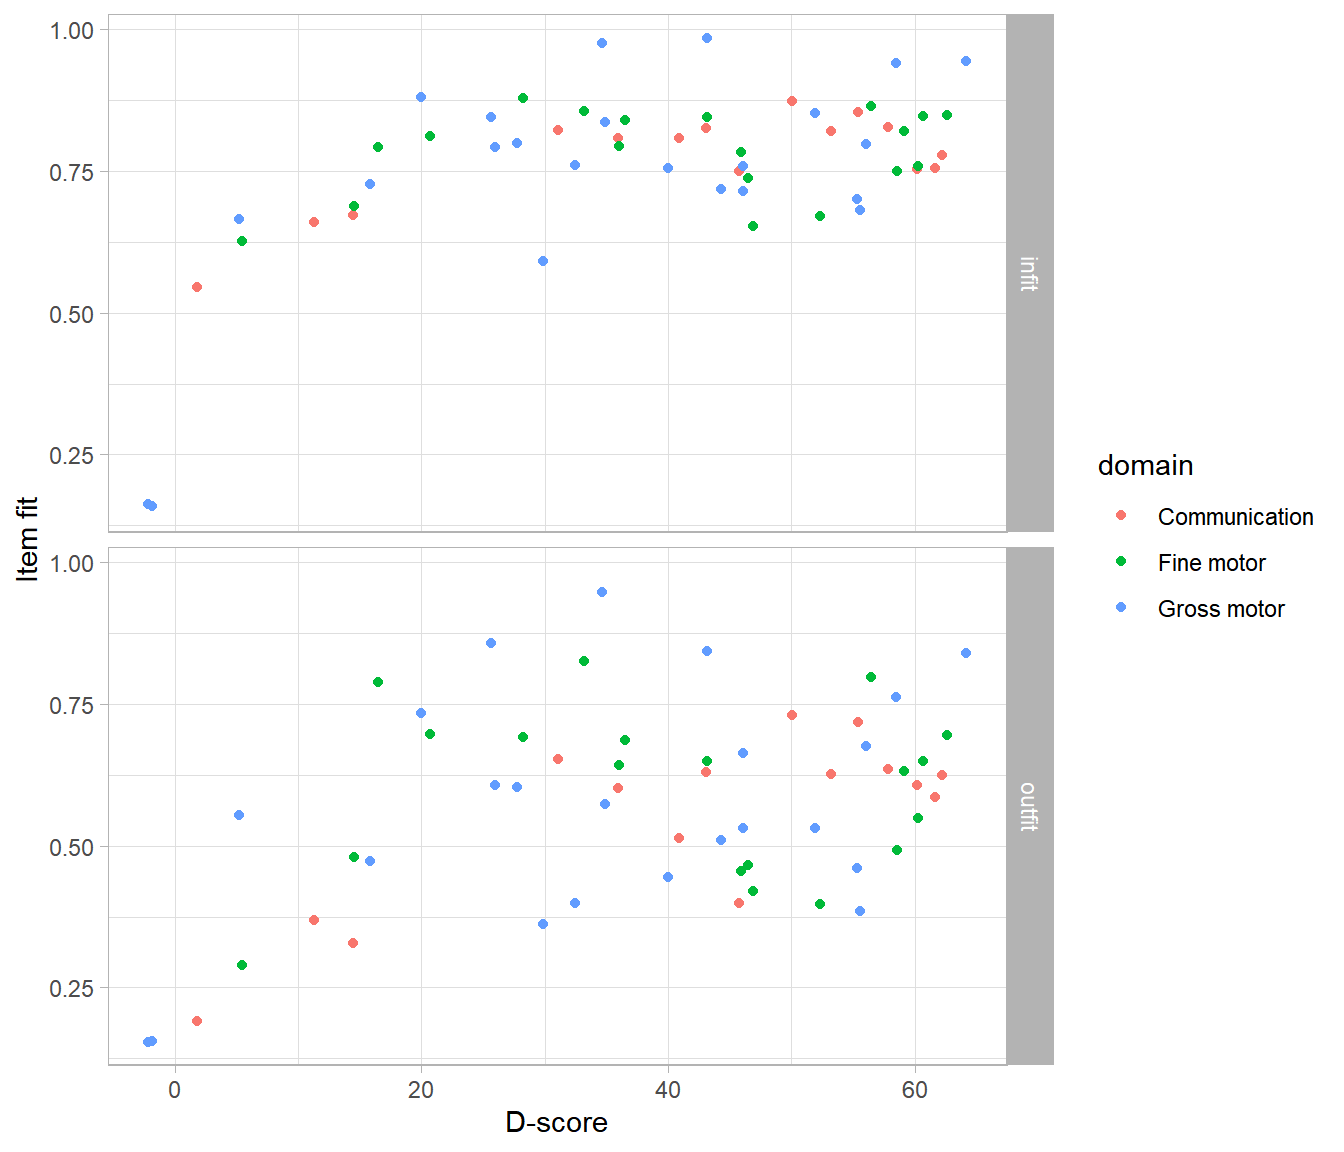 1.00
0.75
0.50
0.25
infit
Item fit
1.00
0.75
0.50
0.25
outfit
0 20 40 60
D-score
domain
Communication
Fine motor
Gross motor